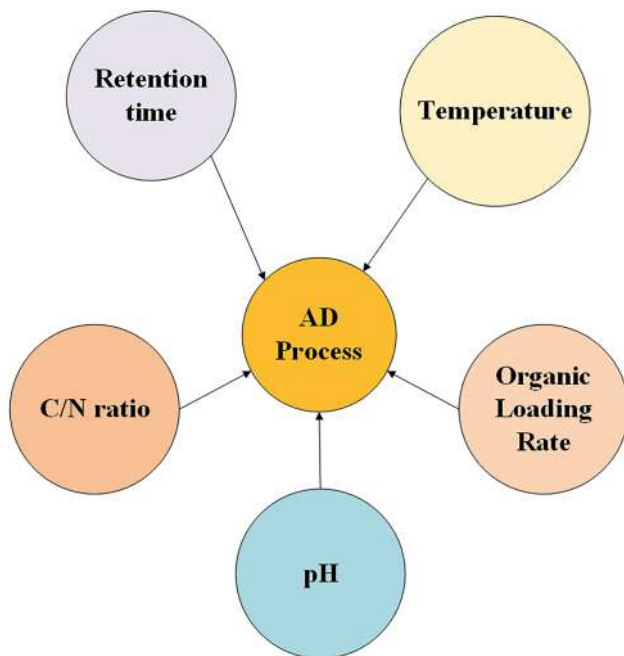 Retention
time
Temperature
AD
Process
C/N ratio
Organic
Loading
Rate
pH